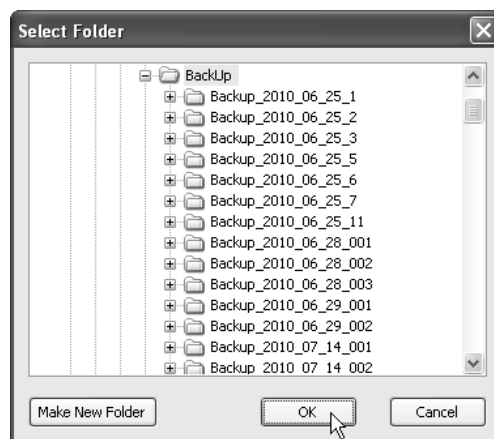 Select Folder
BackUp
Backup_2010_06_25_1
Backup_2010_06_25_2
Backup_2010_06_25_3
Backup_2010_06_25_5
Backup_2010_06_25_6
Backup_2010_06_25_7
Backup_2010_06_25_11
Backup_2010_06_28_001
Backup_2010_06_28_002
Backup_2010_06_28_003
Backup_2010_06_29_001
Backup_2010_06_29_002
Backup_2010_07_14_001
Backup_2010_07_14_002
Make New Folder OK Cancel